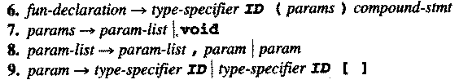 6. fun-declaration → type-specifier ID ( params ) compound-stmt
7. params → param-list | void
8. param-list → param-list , param | param
9. param → type-specifier ID | type-specifier ID [ ]